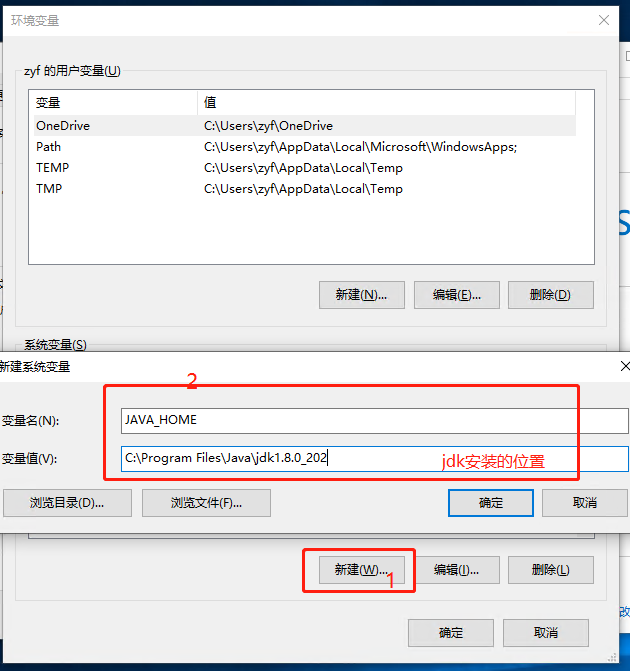 环境变量
zyf 的用户变量(U)
变量 值
OneDrive C:\Users\zyf\OneDrive
Path C:\Users\zyf\AppData\Local\Microsoft\WindowsApps;
TEMP C:\Users\zyf\AppData\Local\Temp
TMP C:\Users\zyf\AppData\Local\Temp
新建(N)... 编辑(E)... 删除(D)
系统变量(S)
新建系统变量
2
变量名(N): JAVA_HOME
变量值(V): C:\Program Files\Java\jdk1.8.0_202
jdk安装的位置
浏览目录(D)... 浏览文件(F)... 确定 取消
新建(W)... 编辑(I)... 删除(L)
1
改
确定 取消